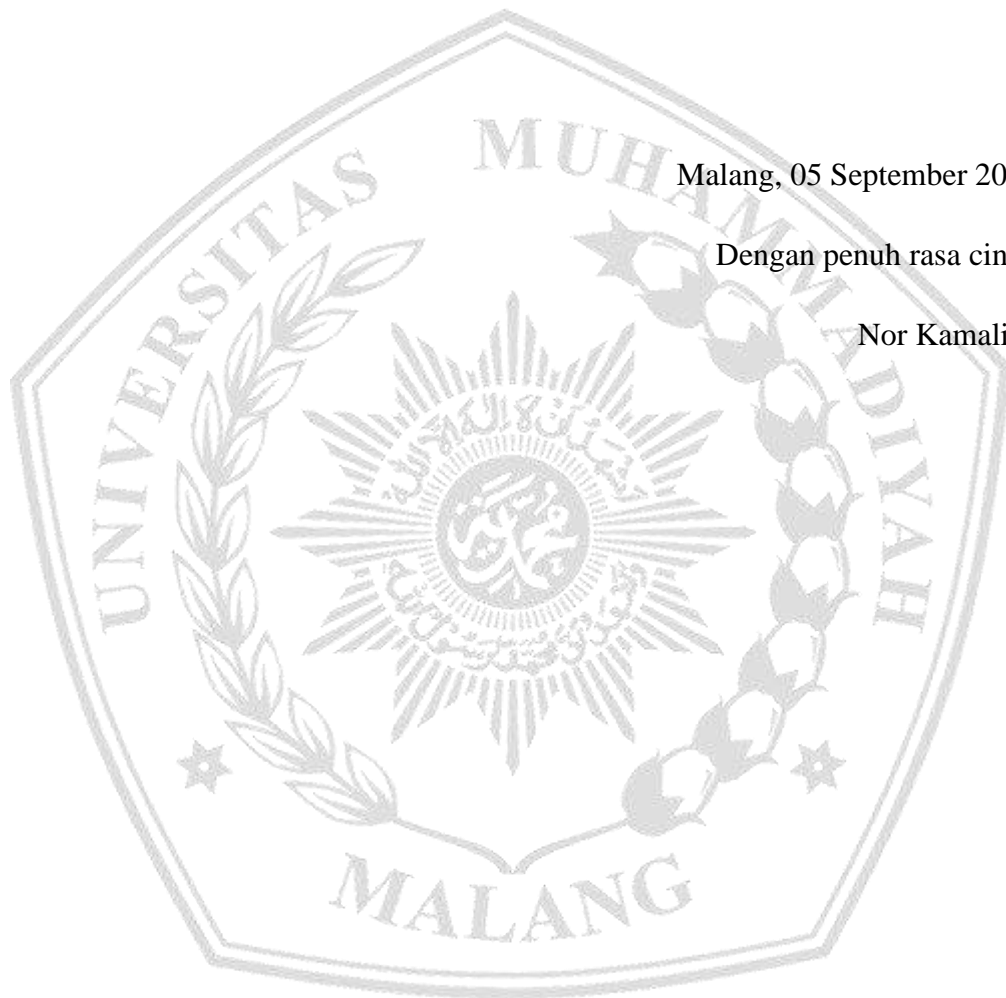 UNIVERSITAS MUHAMMADIYAH
Malang, 05 September 20
Dengan penuh rasa cin
Nor Kamali
MALANG